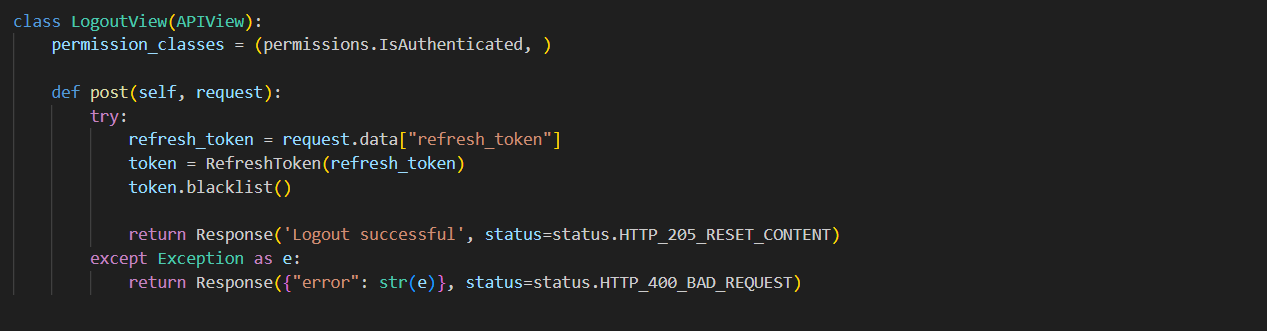 class LogoutView(APIView):
    permission_classes = (permissions.IsAuthenticated, )

    def post(self, request):
        try:
            refresh_token = request.data["refresh_token"]
            token = RefreshToken(refresh_token)
            token.blacklist()

            return Response('Logout successful', status=status.HTTP_205_RESET_CONTENT)
        except Exception as e:
            return Response({"error": str(e)}, status=status.HTTP_400_BAD_REQUEST)